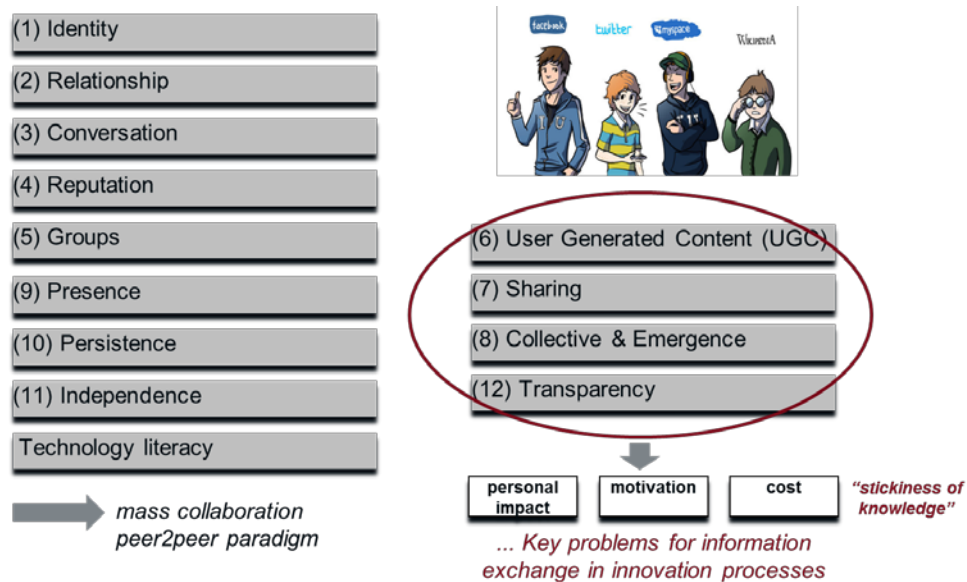 (1) Identity
(2) Relationship
(3) Conversation
(4) Reputation
(5) Groups
(9) Presence
(10) Persistence
(11) Independence
Technology literacy
mass collaboration
peer2peer paradigm
facebook
twitter
myspace
WIKIPEDIA
(6) User Generated Content (UGC)
(7) Sharing
(8) Collective & Emergence
(12) Transparency
personal
impact
motivation
cost
"stickiness of
knowledge"
... Key problems for information
exchange in innovation processes